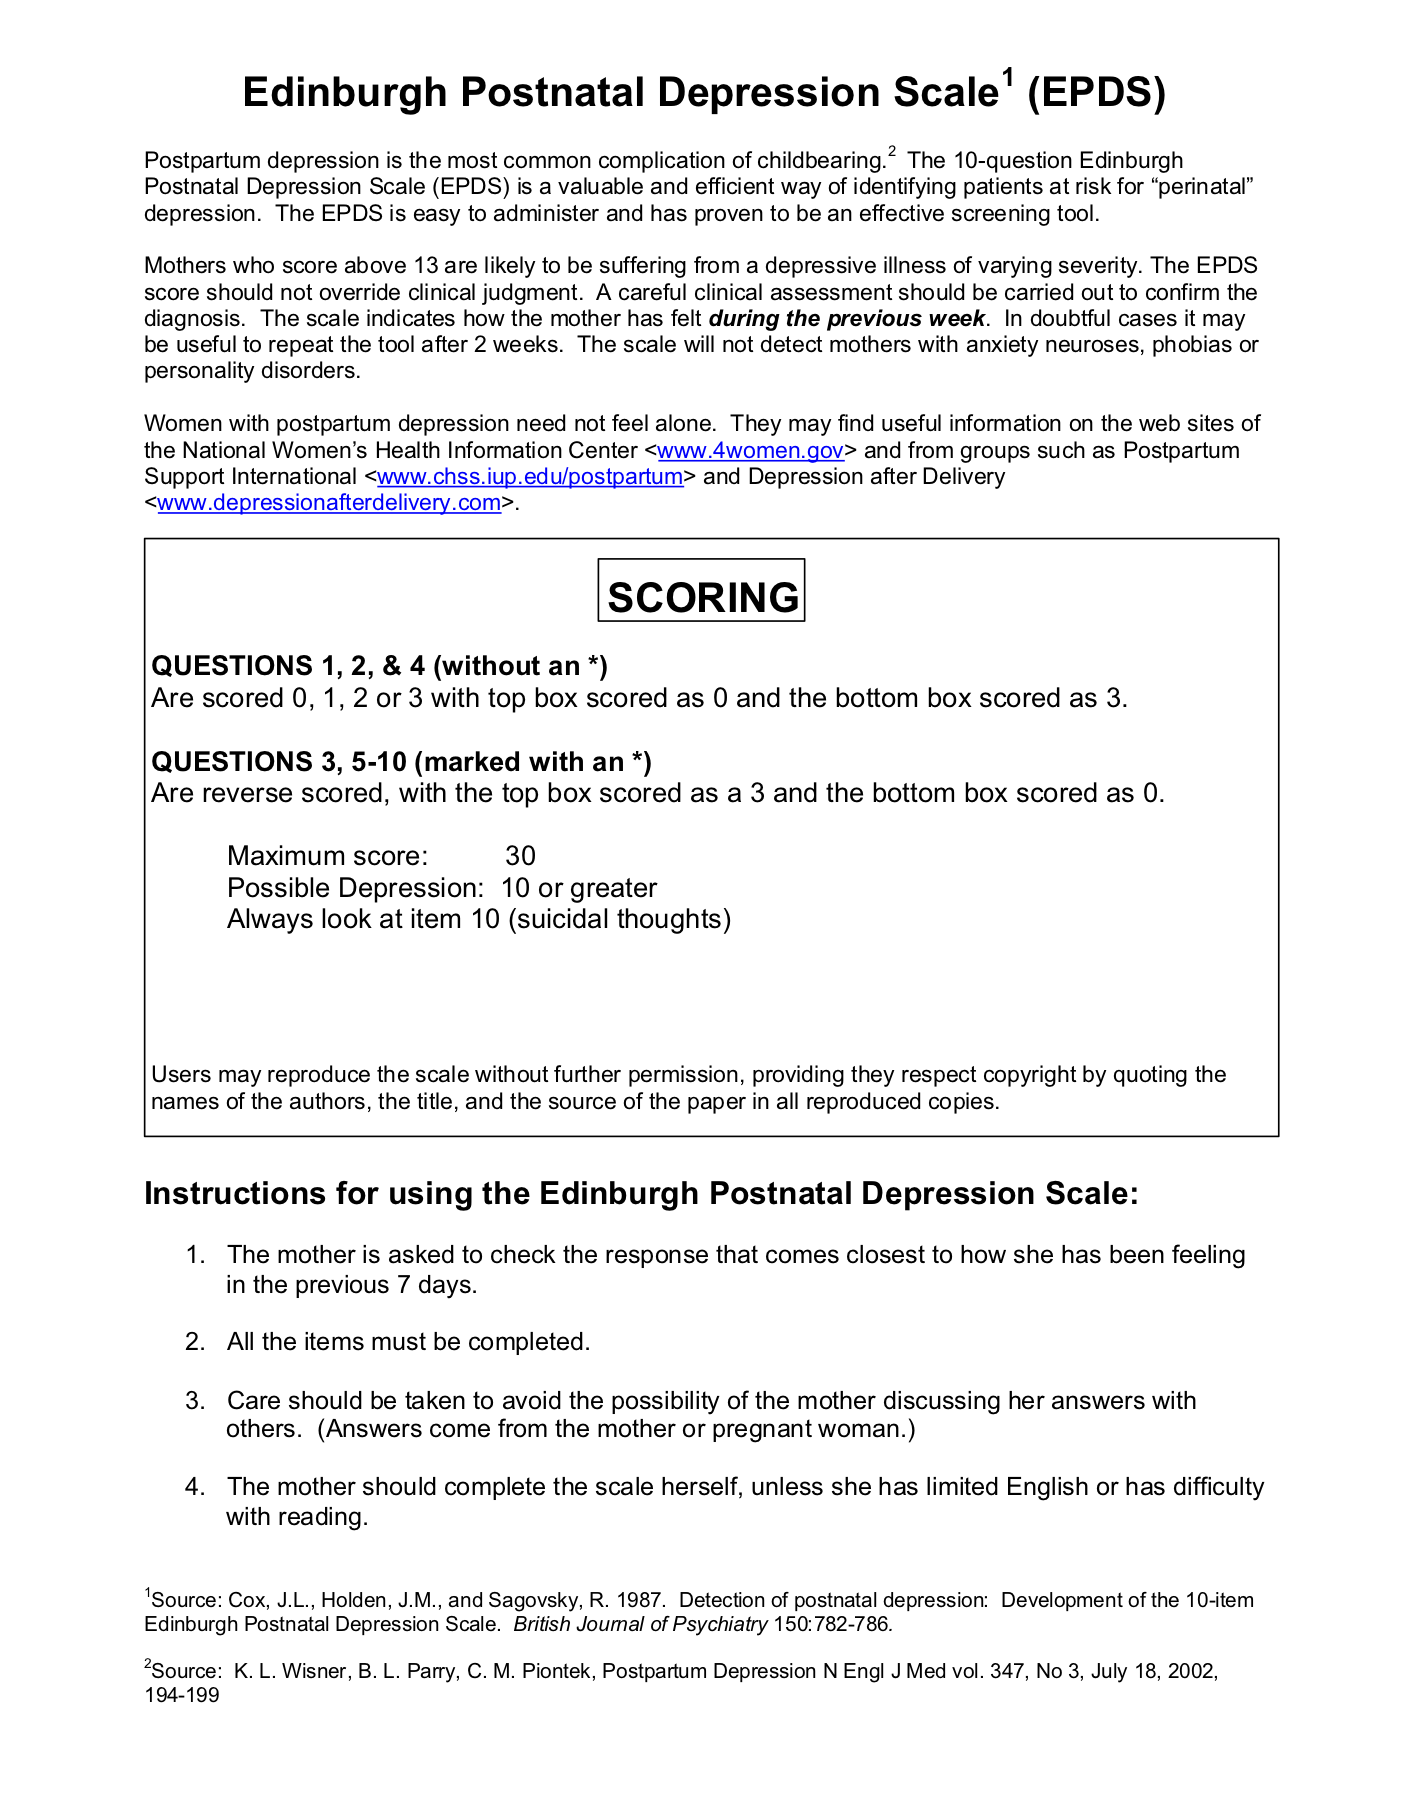 Edinburgh Postnatal Depression Scale1 (EPDS)
Postpartum depression is the most common complication of childbearing.2  The 10-question Edinburgh
Postnatal Depression Scale (EPDS) is a valuable and efficient way of identifying patients at risk for “perinatal”
depression.  The EPDS is easy to administer and has proven to be an effective screening tool.
Mothers who score above 13 are likely to be suffering from a depressive illness of varying severity. The EPDS
score should not override clinical judgment.  A careful clinical assessment should be carried out to confirm the
diagnosis.  The scale indicates how the mother has felt during the previous week.  In doubtful cases it may
be useful to repeat the tool after 2 weeks.  The scale will not detect mothers with anxiety neuroses, phobias or
personality disorders.
Women with postpartum depression need not feel alone.  They may find useful information on the web sites of
the National Women’s Health Information Center <www.4women.gov> and from groups such as Postpartum
Support International <www.chss.iup.edu/postpartum> and Depression after Delivery
<www.depressionafterdelivery.com>.
SCORING
QUESTIONS 1, 2, & 4 (without an *)
Are scored 0, 1, 2 or 3 with top box scored as 0 and the bottom box scored as 3.
QUESTIONS 3, 5-10 (marked with an *)
Are reverse scored, with the top box scored as a 3 and the bottom box scored as 0.
Maximum score: 30
Possible Depression:  10 or greater
Always look at item 10 (suicidal thoughts)
Users may reproduce the scale without further permission, providing they respect copyright by quoting the
names of the authors, the title, and the source of the paper in all reproduced copies.
Instructions for using the Edinburgh Postnatal Depression Scale:
1. The mother is asked to check the response that comes closest to how she has been feeling
in the previous 7 days.
2. All the items must be completed.
3. Care should be taken to avoid the possibility of the mother discussing her answers with
others.  (Answers come from the mother or pregnant woman.)
4. The mother should complete the scale herself, unless she has limited English or has difficulty
with reading.
1Source: Cox, J.L., Holden, J.M., and Sagovsky, R. 1987.  Detection of postnatal depression:  Development of the 10-item
Edinburgh Postnatal Depression Scale.  British Journal of Psychiatry 150:782-786.
2Source:  K. L. Wisner, B. L. Parry, C. M. Piontek, Postpartum Depression N Engl J Med vol. 347, No 3, July 18, 2002,
194-199